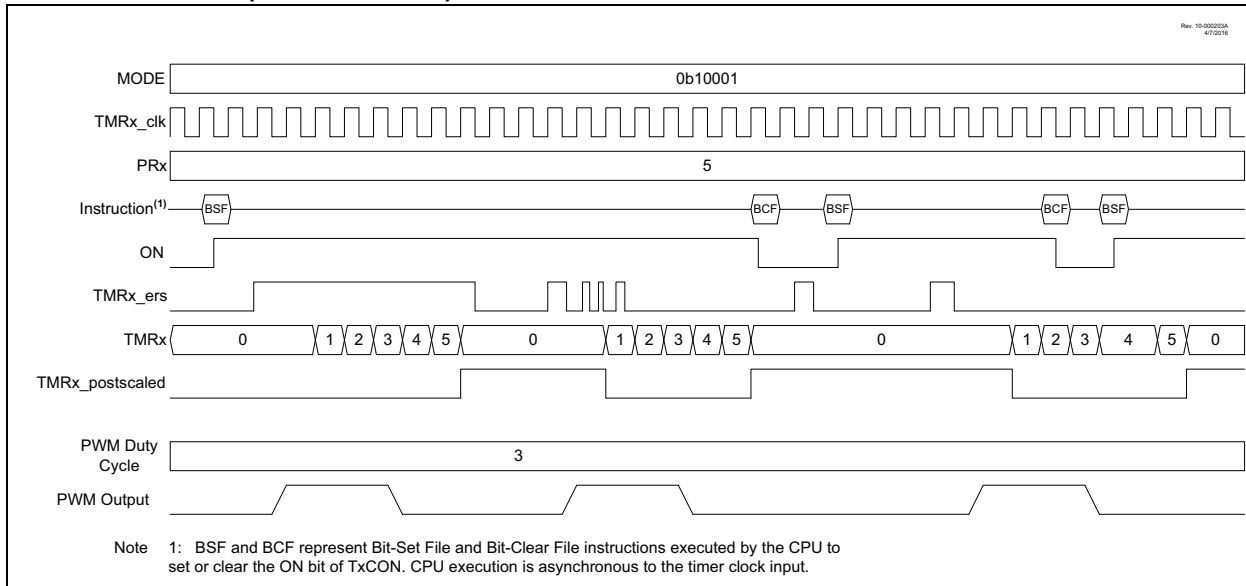 Rev. 10-000203A
4/7/2016
MODE 0b10001
TMRx_clk
PRx 5
Instruction(1) BSF BCF BSF BCF BSF
ON
TMRx_ers
TMRx 0 1 2 3 4 5 0 1 2 3 4 5 0 1 2 3 4 5 0
TMRx_postscaled
PWM Duty
Cycle 3
PWM Output
Note 1: BSF and BCF represent Bit-Set File and Bit-Clear File instructions executed by the CPU to
set or clear the ON bit of TxCON. CPU execution is asynchronous to the timer clock input.